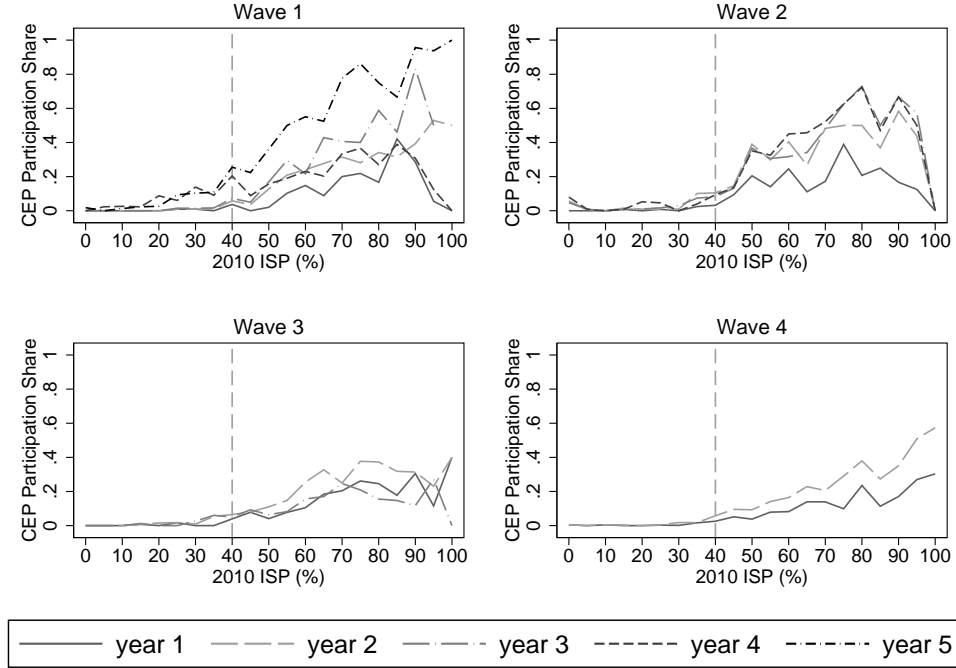 Wave 1
CEP Participation Share
0 .2 .4 .6 .8 1
0 10 20 30 40 50 60 70 80 90 100
2010 ISP (%)
Wave 2
CEP Participation Share
0 .2 .4 .6 .8 1
0 10 20 30 40 50 60 70 80 90 100
2010 ISP (%)
Wave 3
CEP Participation Share
0 .2 .4 .6 .8 1
0 10 20 30 40 50 60 70 80 90 100
2010 ISP (%)
Wave 4
CEP Participation Share
0 .2 .4 .6 .8 1
0 10 20 30 40 50 60 70 80 90 100
2010 ISP (%)
year 1 year 2 year 3 year 4 year 5